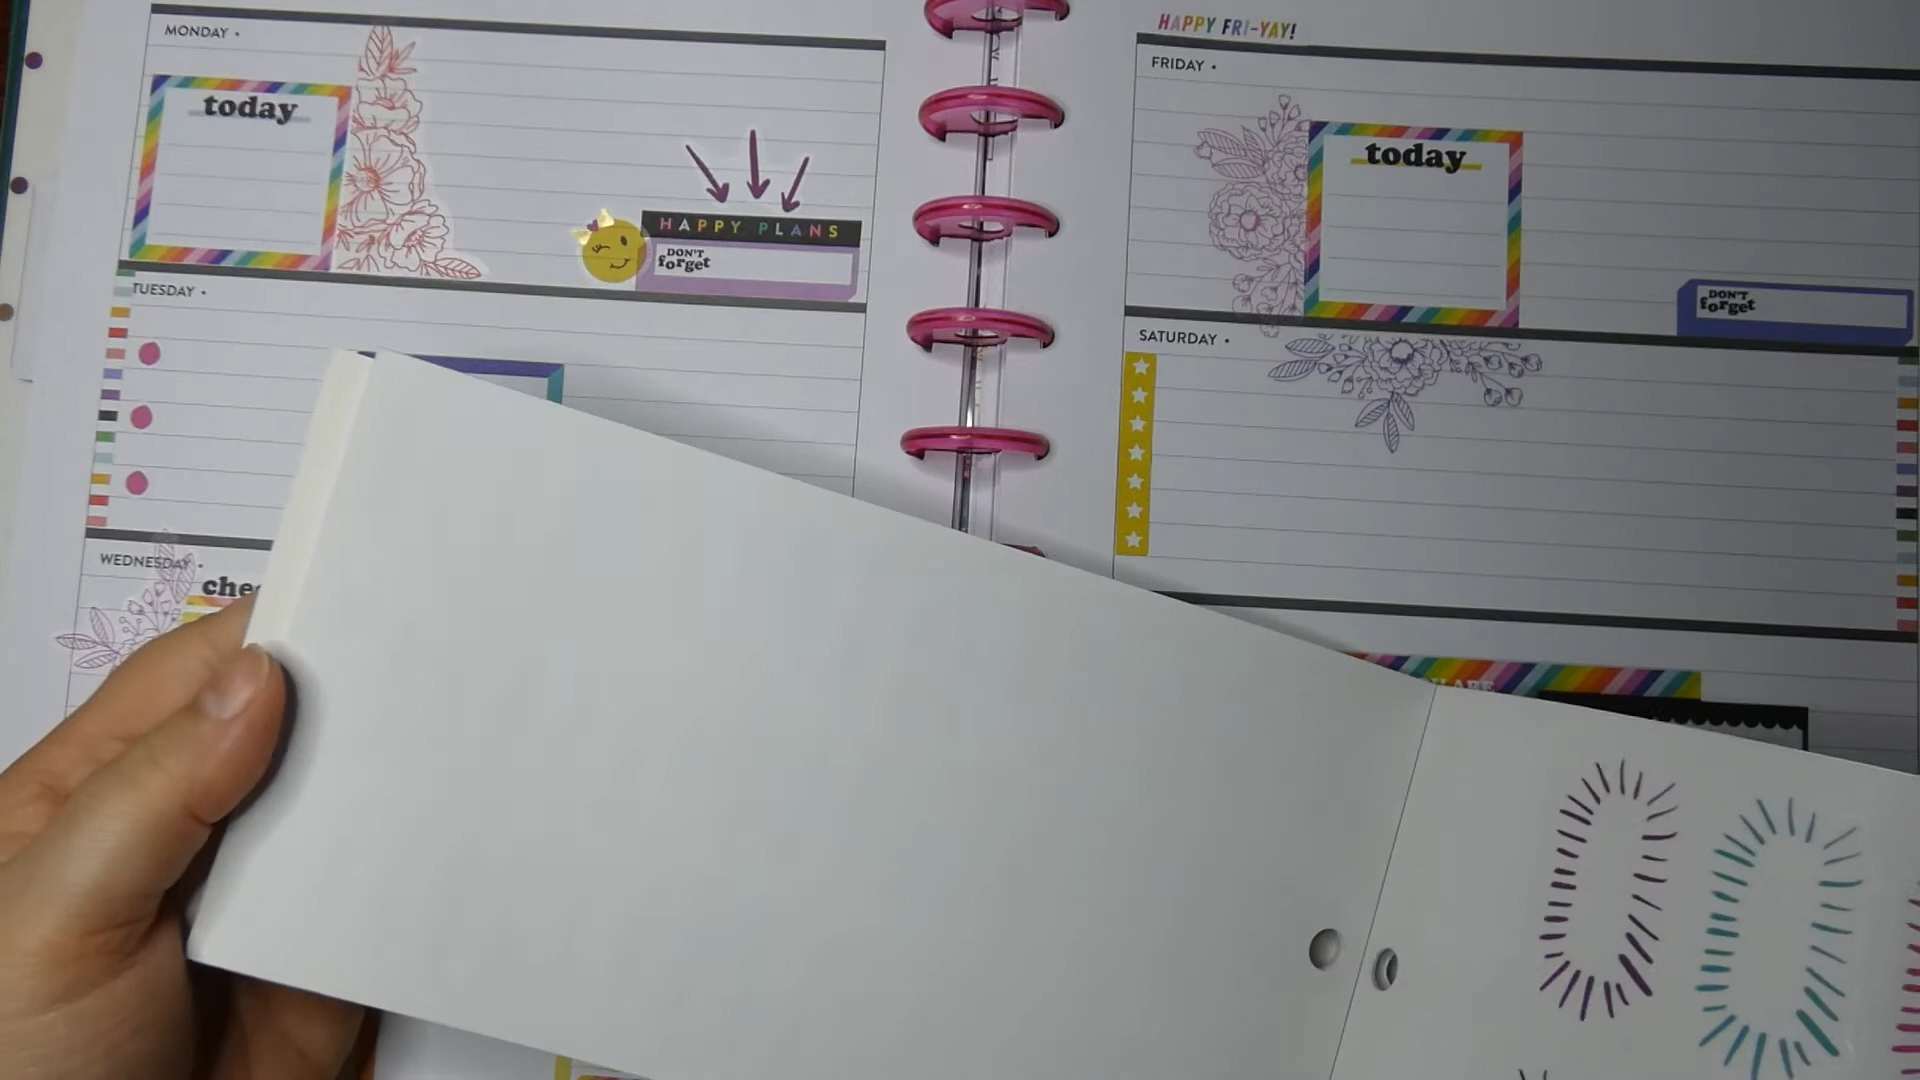 MONDAY •
today
HAPPY PLANS
DON'T
forget
TUESDAY •
WEDNESDAY •
HAPPY FRI-YAY!
FRIDAY •
today
DON'T
forget
SATURDAY •